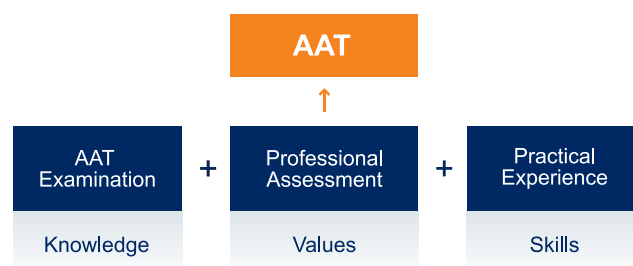 AAT
AAT
Examination
+
Professional
Assessment
+
Practical
Experience
Knowledge
Values
Skills